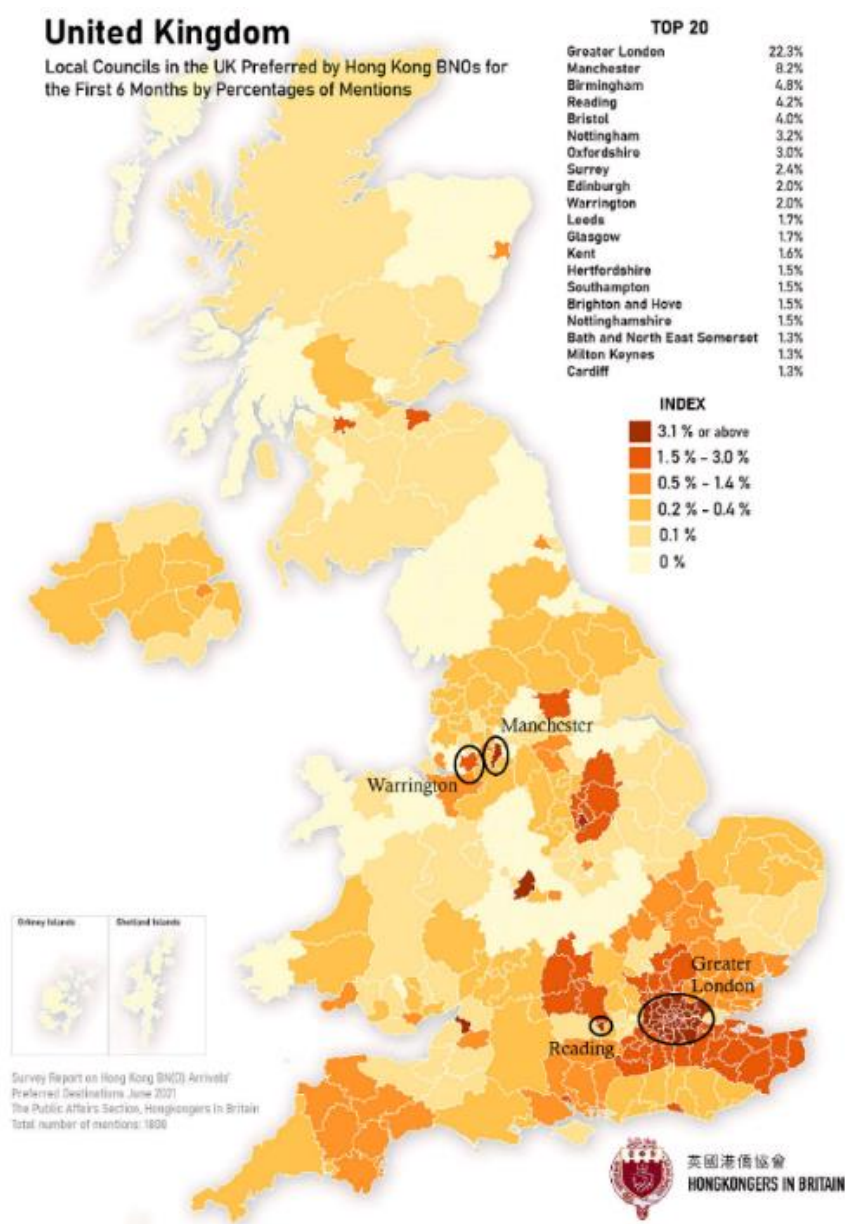 United Kingdom
Local Councils in the UK Preferred by Hong Kong BNOs for
the First 6 Months by Percentages of Mentions
TOP 20
Greater London 22.3%
Manchester 8.2%
Birmingham 4.8%
Reading 4.2%
Bristol 4.0%
Nottingham 3.2%
Oxfordshire 3.0%
Surrey 2.4%
Edinburgh 2.0%
Warrington 2.0%
Leeds 1.7%
Glasgow 1.7%
Kent 1.6%
Hertfordshire 1.5%
Southampton 1.5%
Brighton and Hove 1.5%
Nottinghamshire 1.5%
Bath and North East Somerset 1.3%
Milton Keynes 1.3%
Cardiff 1.3%
INDEX
3.1 % or above
1.5 % - 3.0 %
0.5 % - 1.4 %
0.2 % - 0.4 %
0.1 %
0 %
Manchester
Warrington
Orkney Islands
Shetland Islands
Greater
London
Reading
Survey Report on Hong Kong BN(O) Arrivals'
Preferred Destinations June 2021
The Public Affairs Section, Hongkongers in Britain
Total number of mentions:
英國港僑協會
HONGKONGERS IN BRITAIN